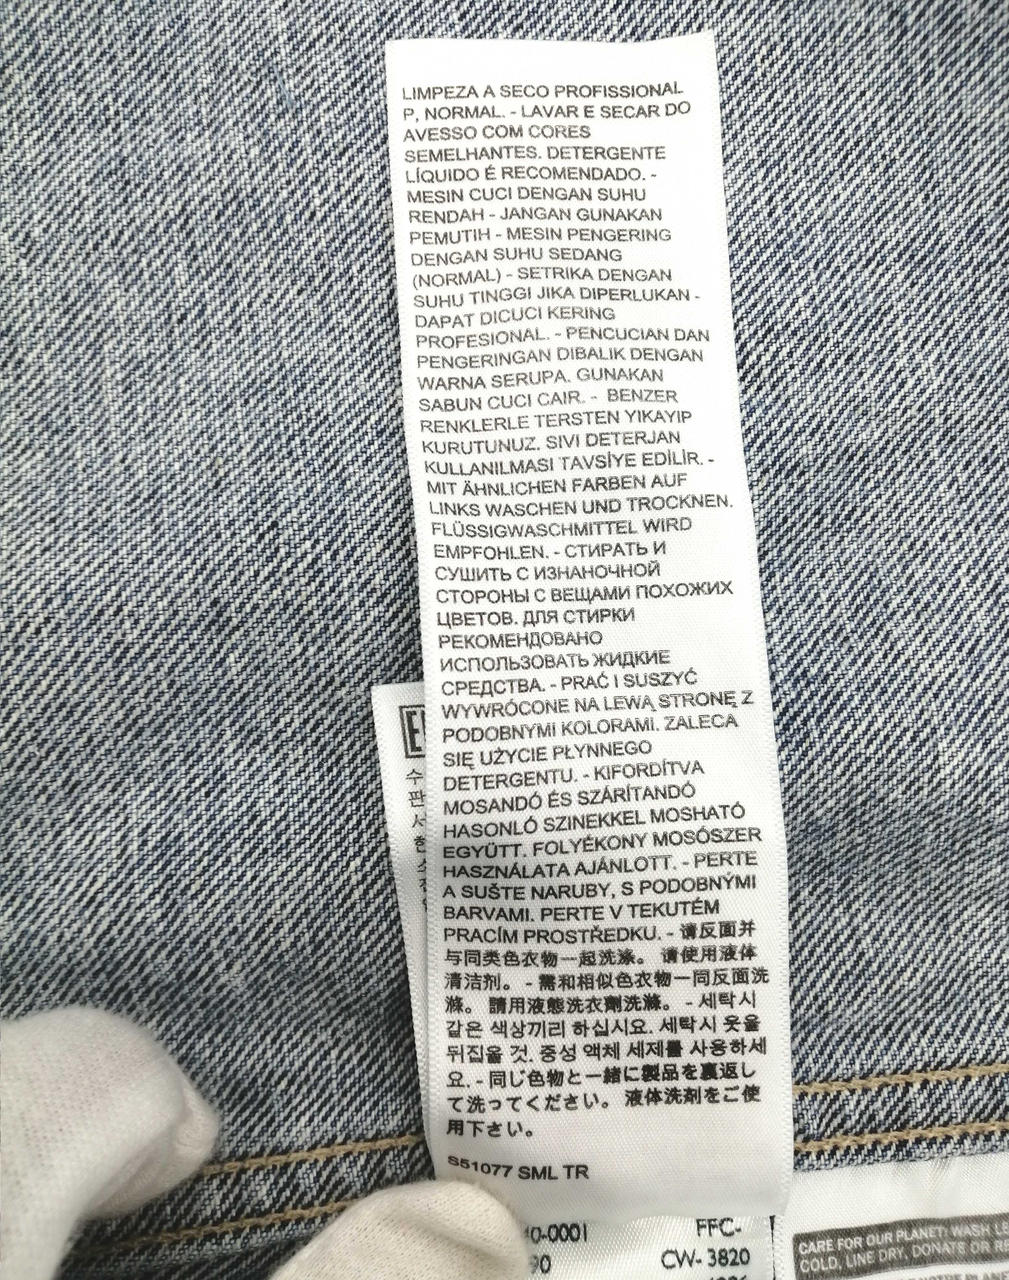 LIMPEZA A SECO PROFISSIONAL
P, NORMAL. - LAVAR E SECAR DO
AVESSO COM CORES
SEMELHANTES. DETERGENTE
LÍQUIDO É RECOMENDADO. -
MESIN CUCI DENGAN SUHU
RENDAH - JANGAN GUNAKAN
PEMUTIH - MESIN PENGERING
DENGAN SUHU SEDANG
(NORMAL) - SETRIKA DENGAN
SUHU TINGGI JIKA DIPERLUKAN -
DAPAT DICUCI KERING
PROFESIONAL. - PENCUCIAN DAN
PENGERINGAN DIBALIK DENGAN
WARNA SERUPA. GUNAKAN
SABUN CUCI CAIR. - BENZER
RENKLERLE TERSTEN YIKAYIP
KURUTUNUZ. SIVI DETERJAN
KULLANILMASI TAVSİYE EDİLİR. -
MIT ÄHNLICHEN FARBEN AUF
LINKS WASCHEN UND TROCKNEN.
FLÜSSIGWASCHMITTEL WIRD
EMPFOHLEN. - СТИРАТЬ И
СУШИТЬ С ИЗНАНОЧНОЙ
СТОРОНЫ С ВЕЩАМИ ПОХОЖИХ
ЦВЕТОВ. ДЛЯ СТИРКИ
РЕКОМЕНДОВАНО
ИСПОЛЬЗОВАТЬ ЖИДКИЕ
СРЕДСТВА. - PRAĆ I SUSZYĆ
WYWRÓCONE NA LEWĄ STRONĘ Z
PODOBNYMI KOLORAMI. ZALECA
SIĘ UŻYCIE PŁYNNEGO
DETERGENTU. - KIFORDÍTVA
MOSANDÓ ÉS SZÁRÍTANDÓ
HASONLÓ SZINEKKEL MOSHATÓ
EGYÜTT. FOLYÉKONY MOSÓSZER
HASZNÁLATA AJÁNLOTT. - PERTE
A SUŠTE NARUBY, S PODOBNÝMI
BARVAMI. PERTE V TEKUTÉM
PRACÍM PROSTŘEDKU. - 请反面并
与同类色衣物一起洗涤。 请使用液体
清洁剂。 - 需和相似色衣物一同反面洗
滌。 請用液態洗衣劑洗滌。 - 세탁시
같은 색상끼리 하십시요. 세탁시 옷을
뒤집을 것. 중성 액체 세제를 사용하세
요. - 同じ色物と一緒に製品を裏返し
て洗ってください。 液体洗剤をご使
用下さい。
S51077 SML TR
수
판
0-0001 FFC-
90 CW- 3820
CARE FOR OUR PLANET: WASH LE
COLD, LINE DRY, DONATE OR RE